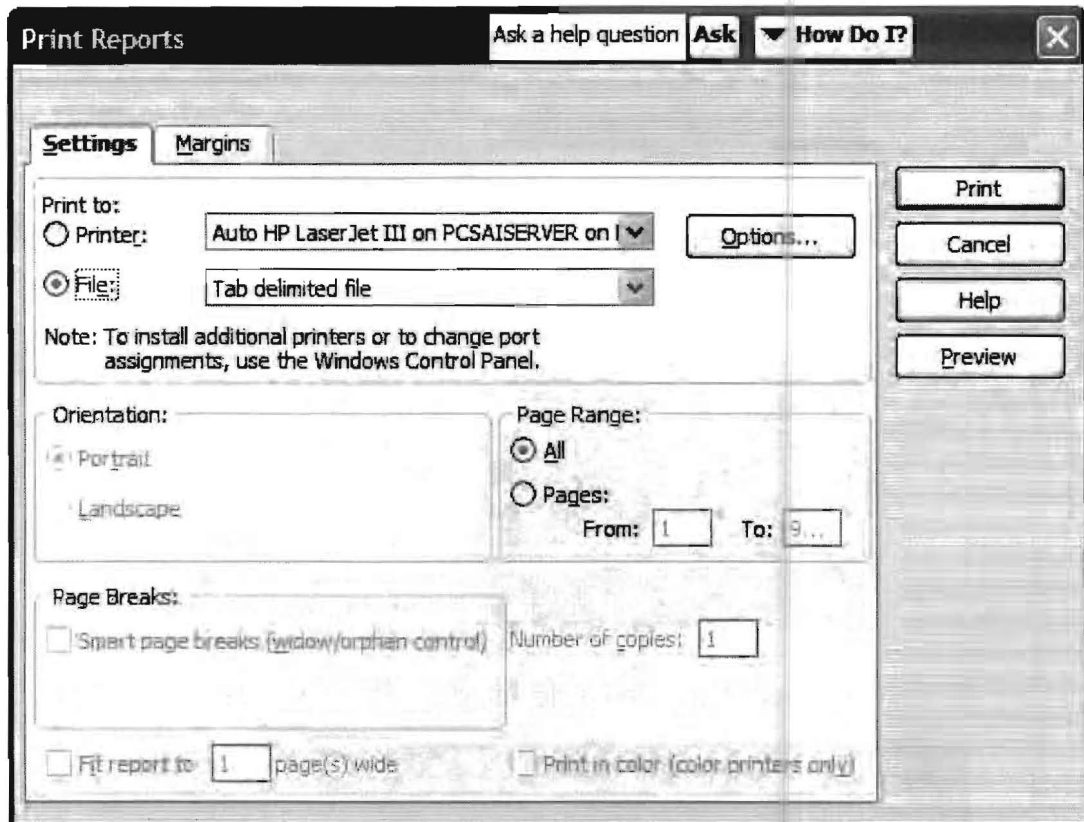 Print Reports Ask a help question Ask How Do I?
Settings Margins
Print to:
Printer: Auto HP LaserJet III on PCSAISERVER on Options...
File: Tab delimited file
Note: To install additional printers or to change port
assignments, use the Windows Control Panel.
Print
Cancel
Help
Preview
Orientation:
Portrait
Landscape
Page Range:
All
Pages:
From: 1 To: 9...
Page Breaks:
Smart page breaks (widow/orphan control)
Number of copies: 1
Fit report to 1 page(s) wide
Print in color (color printers only)